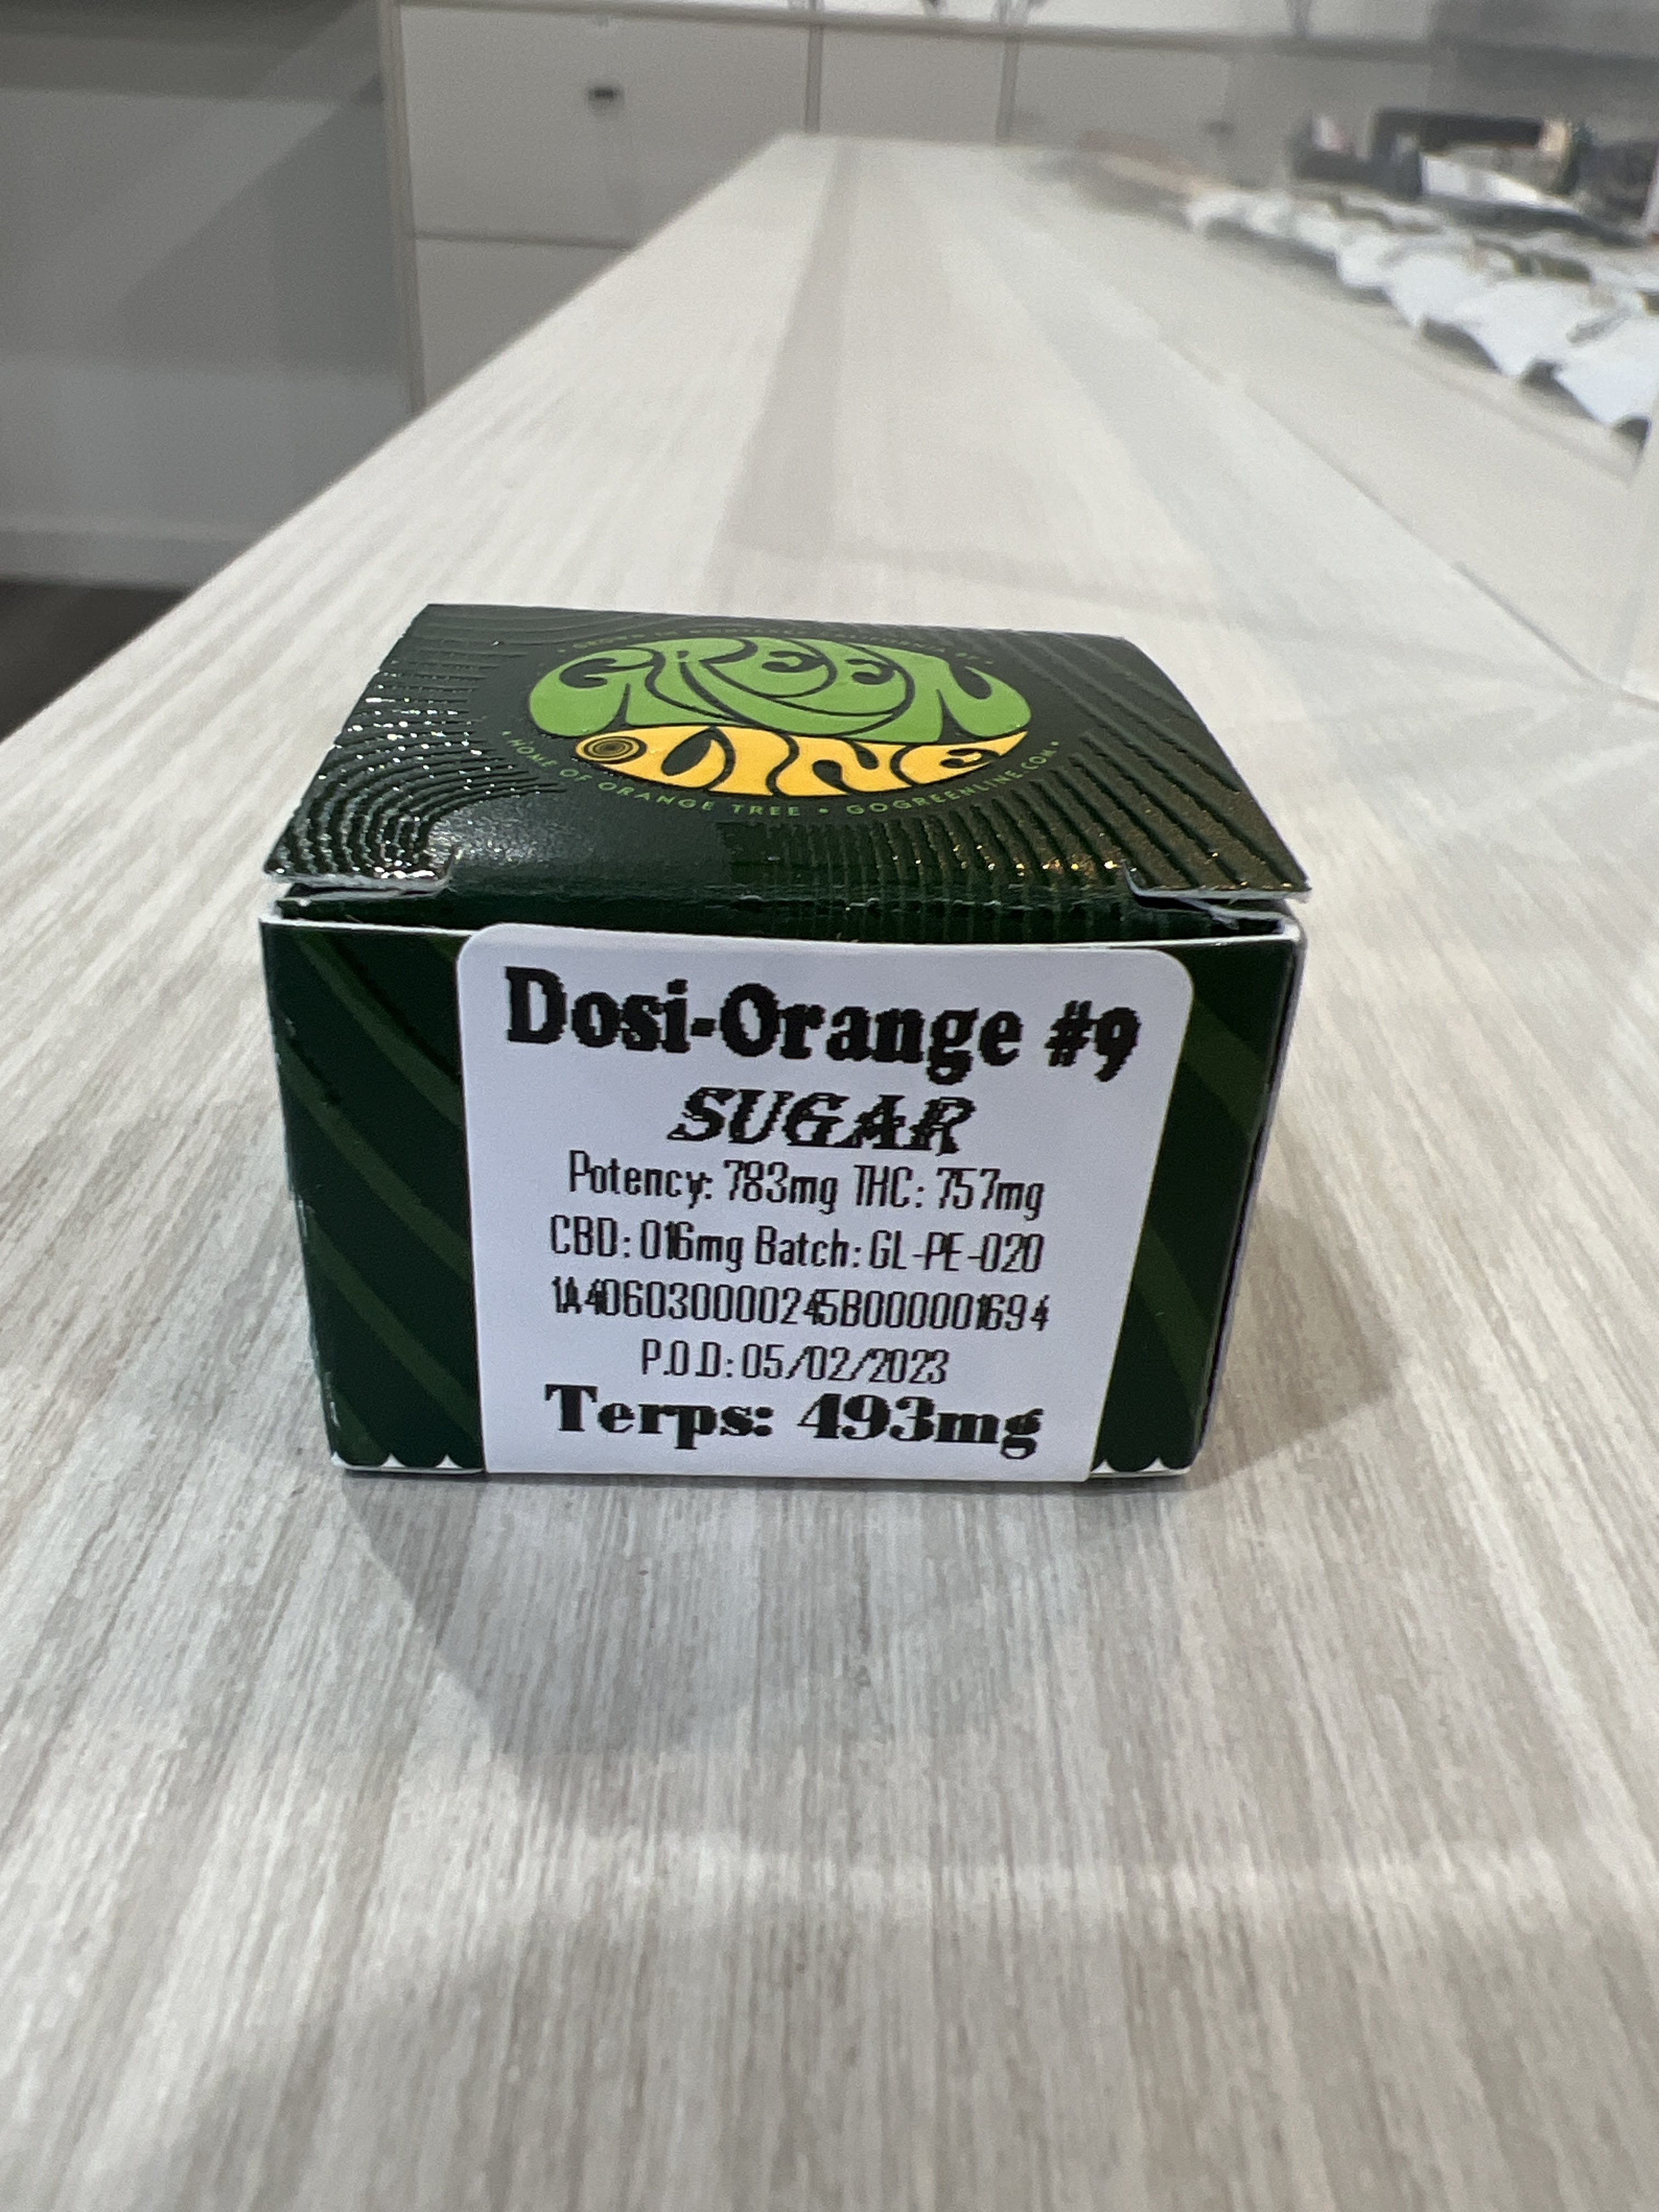 GREEN
LINE
HOME OF ORANGE TREE • GOGREENLINE.COM
Dosi-Orange #9
SUGAR
Potency: 783mg THC: 757mg
CBD: 016mg Batch: GL-PE-020
1A406030000245B000001694
P.O.D: 05/02/2023
Terps: 493mg